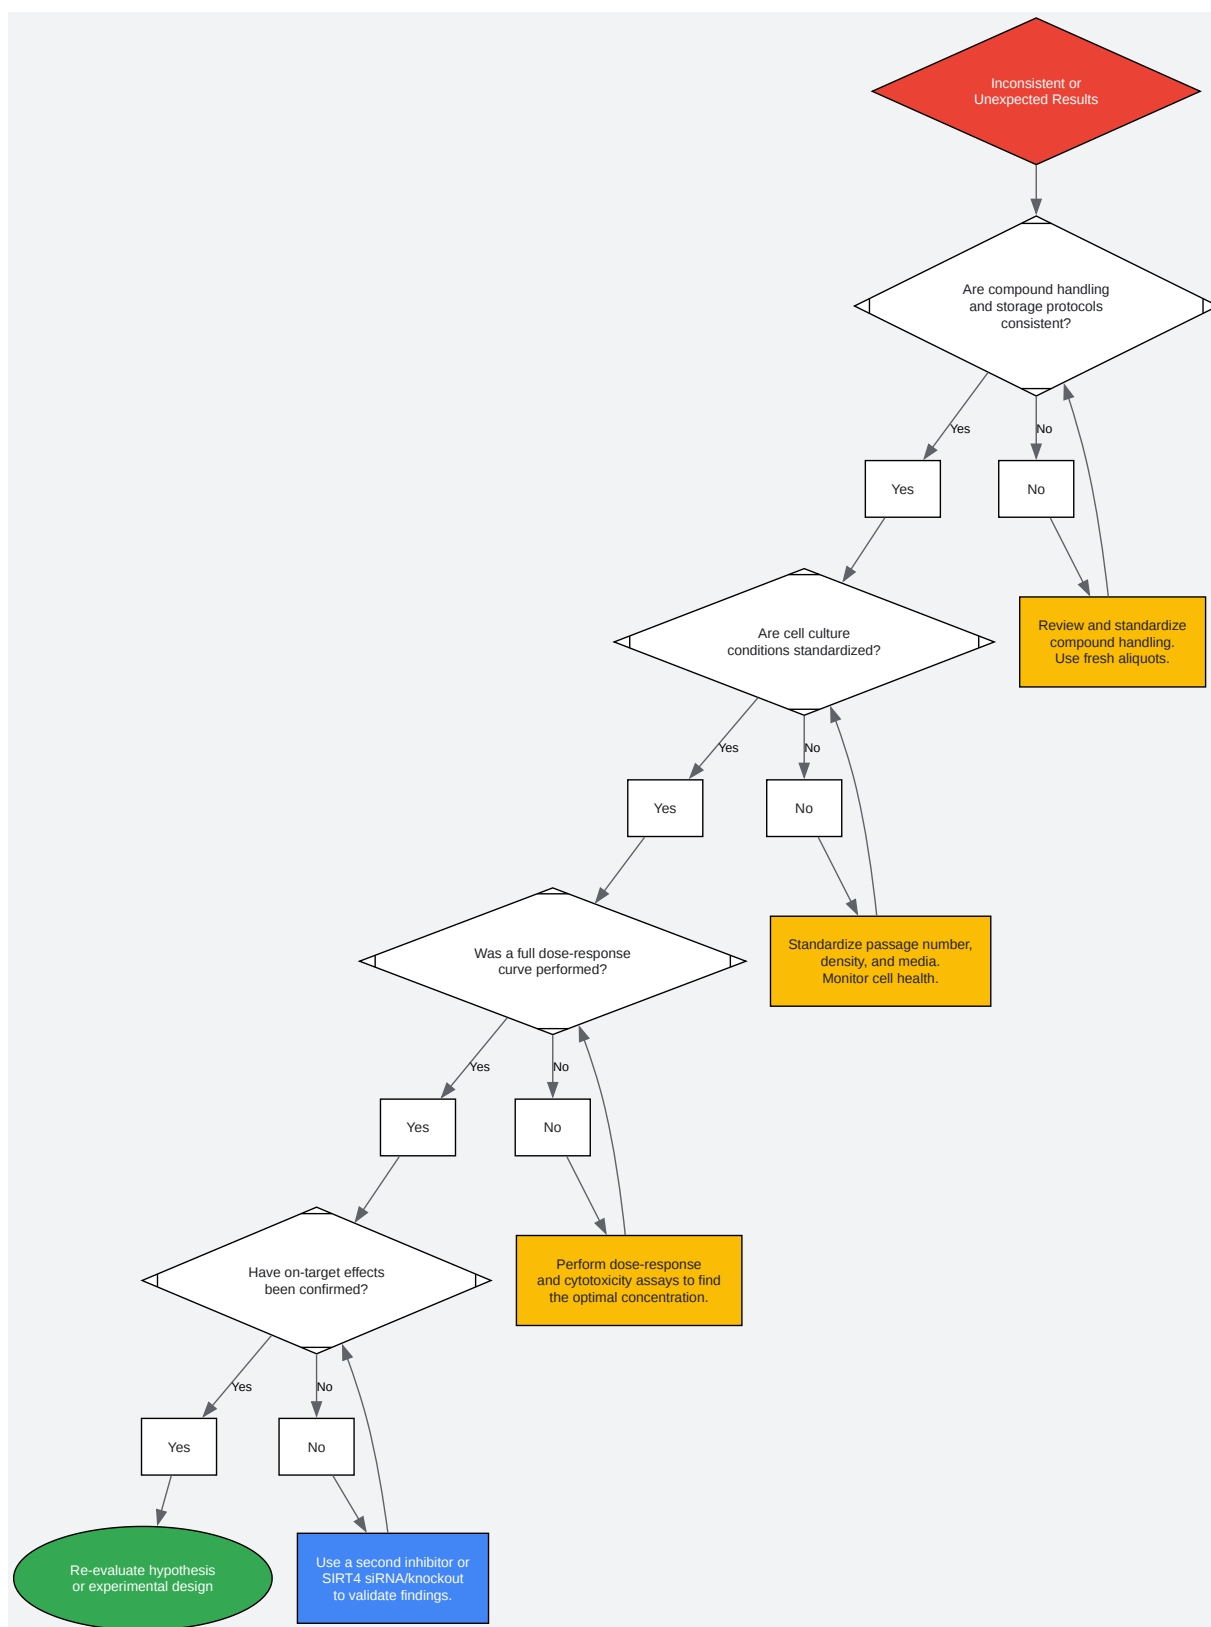 Inconsistent or
Unexpected Results
Are compound handling
and storage protocols
consistent?
Yes
No
Yes
No
Review and standardize
compound handling.
Use fresh aliquots.
Are cell culture
conditions standardized?
Yes
No
Yes
No
Standardize passage number,
density, and media.
Monitor cell health.
Was a full dose-response
curve performed?
Yes
No
Yes
No
Perform dose-response
and cytotoxicity assays to find
the optimal concentration.
Have on-target effects
been confirmed?
Yes
No
Yes
No
Re-evaluate hypothesis
or experimental design
Use a second inhibitor or
SIRT4 siRNA/knockout
to validate findings.